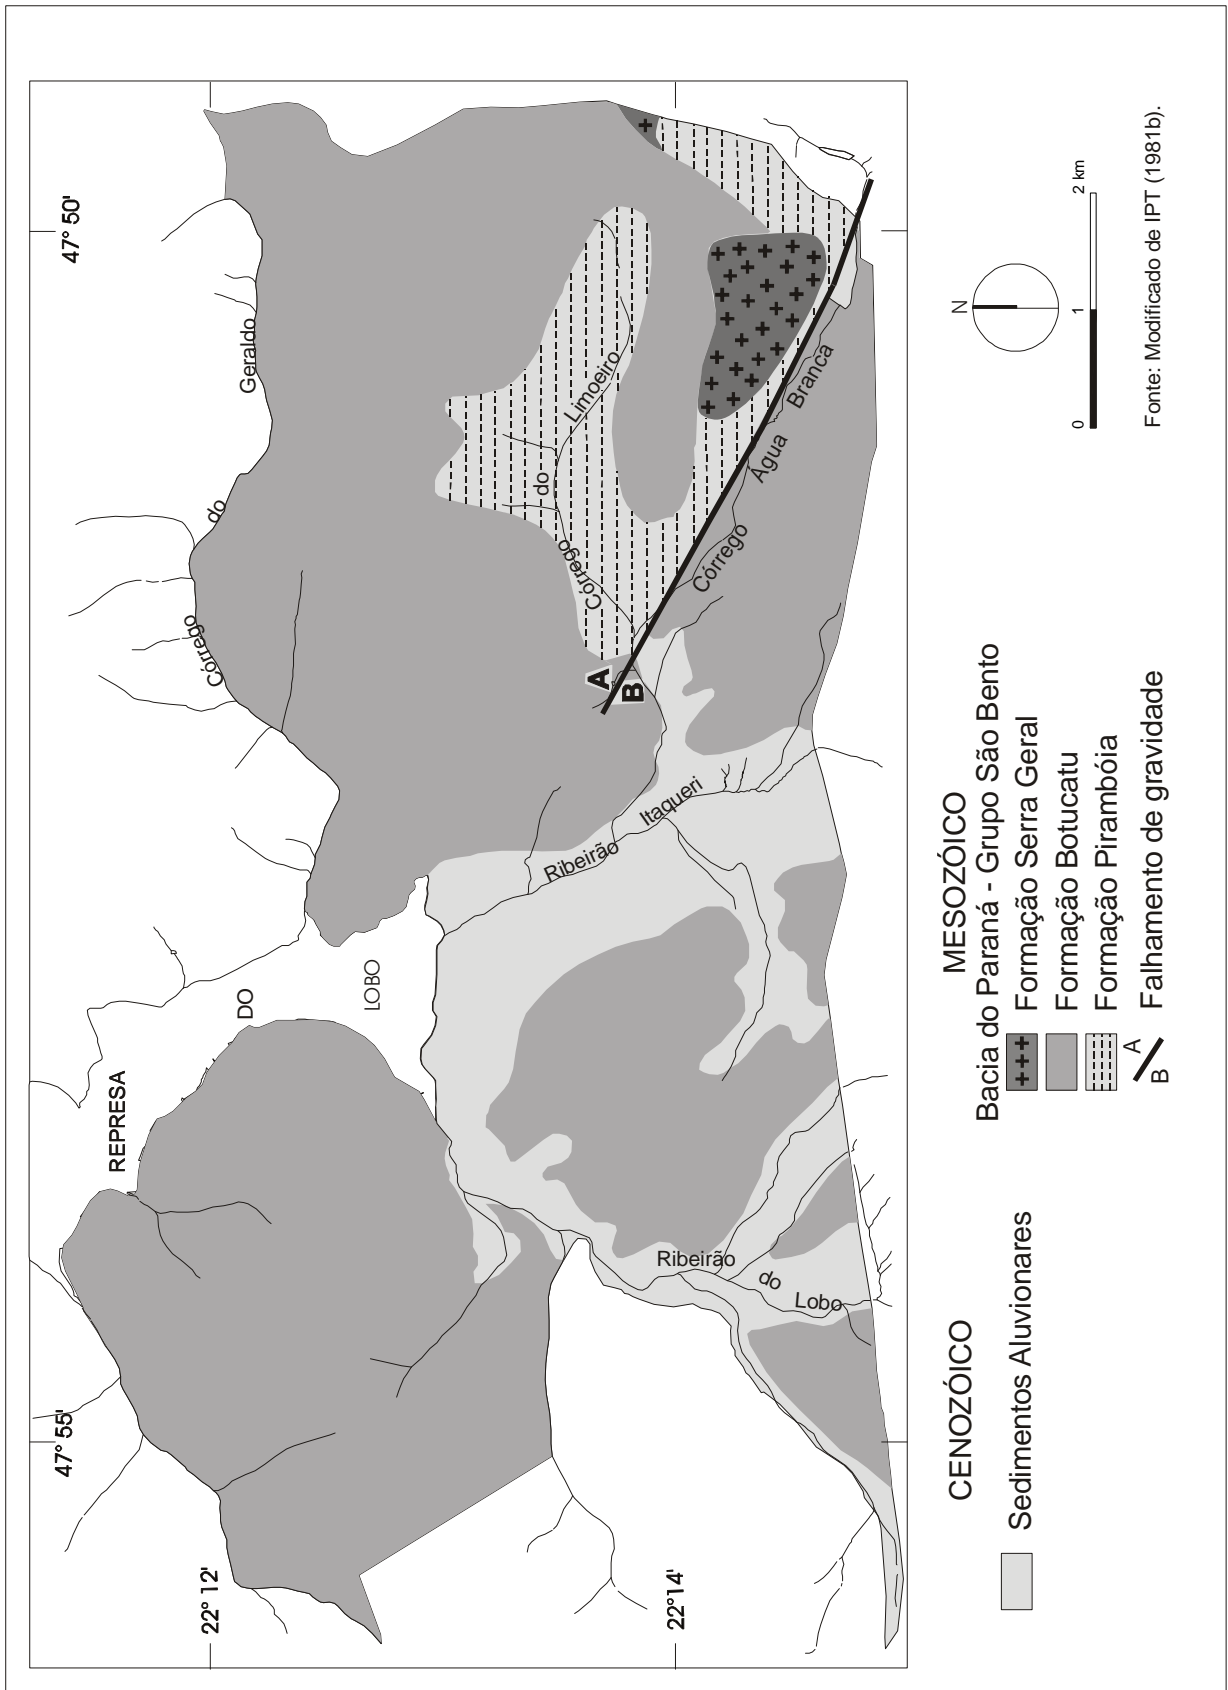 47° 55'
47° 50'
22° 12'
22° 14'
REPRESA
DO
LOBO
Córrego do Geraldo
Córrego do Limoeiro
Córrego Água Branca
Ribeirão Itaqueri
Ribeirão do Lobo
A
B
CENOZÓICO
Sedimentos Aluvionares
MESOZÓICO
Bacia do Paraná - Grupo São Bento
Formação Serra Geral
Formação Botucatu
Formação Pirambóia
B A Falhamento de gravidade
N
0 1 2 km
Fonte: Modificado de IPT (1981b).